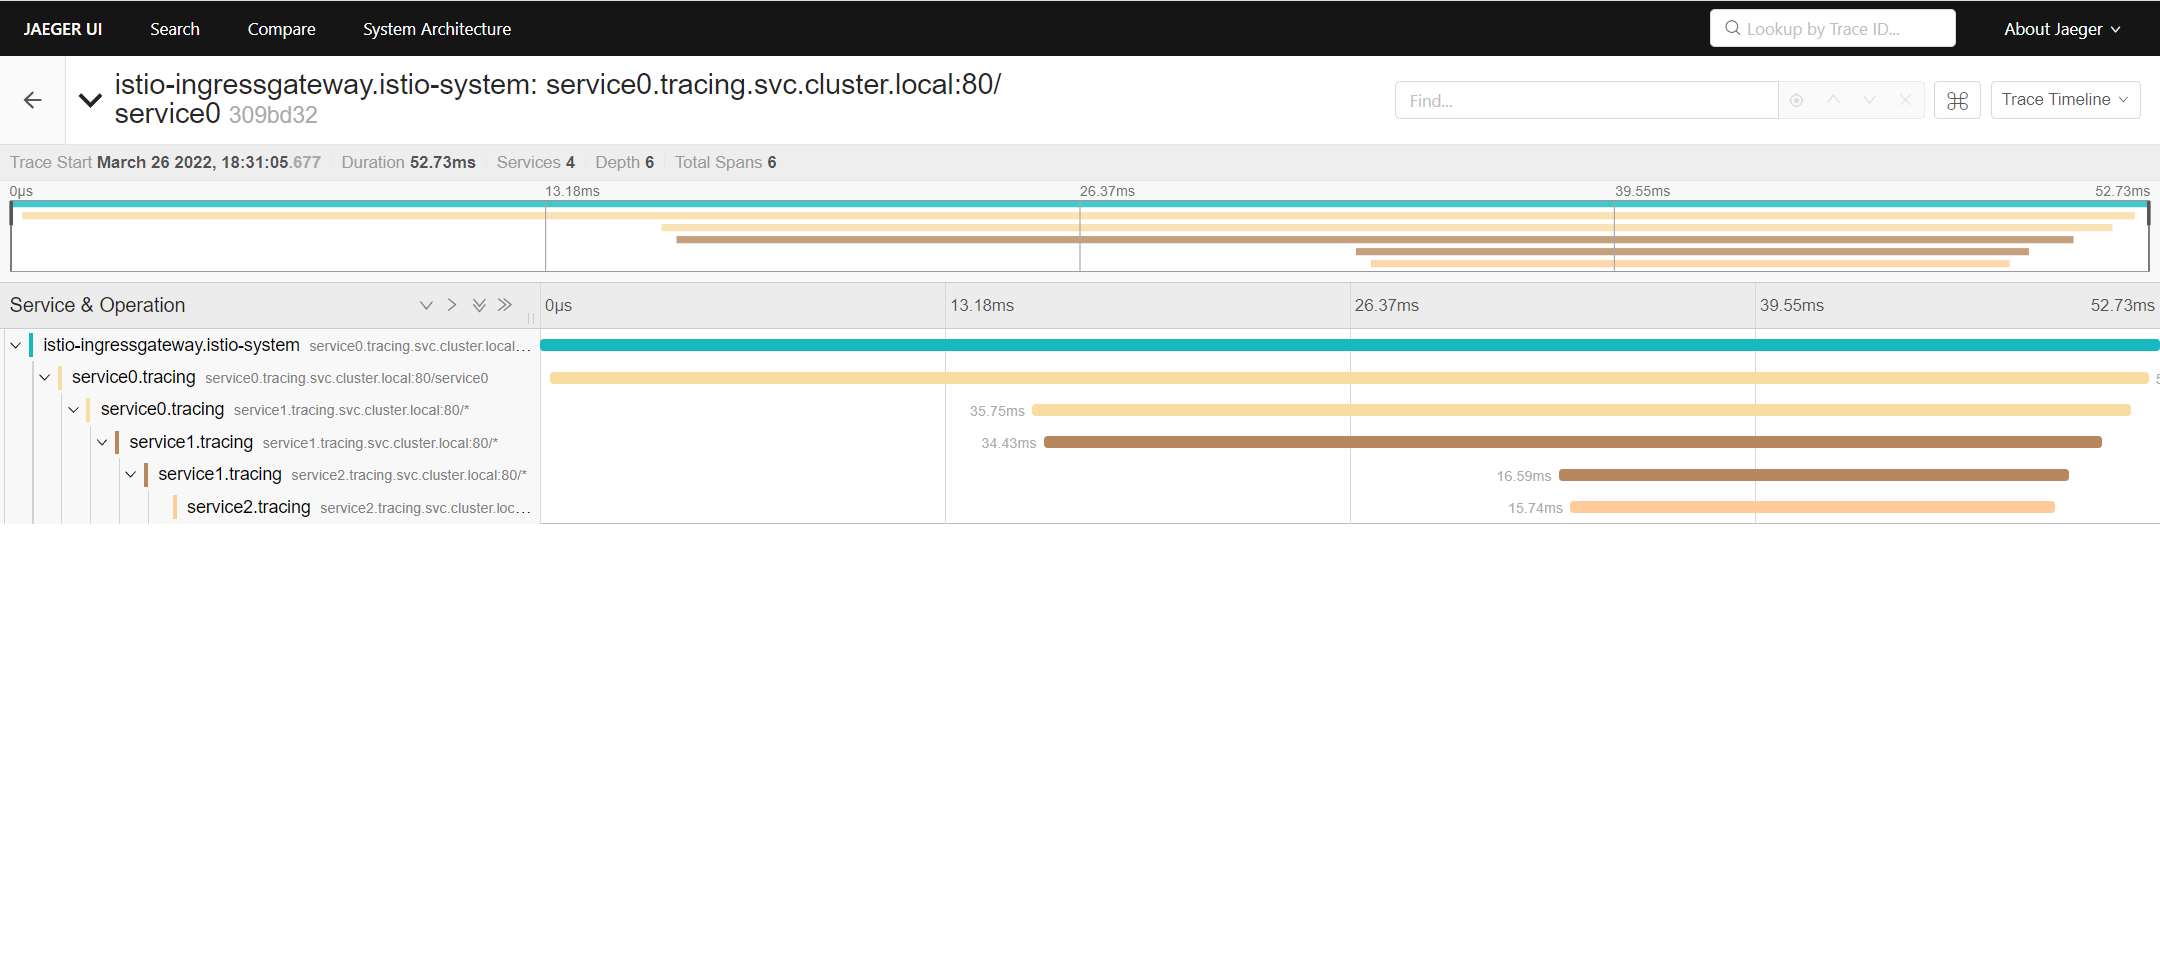 JAEGER UI Search Compare System Architecture Lookup by Trace ID... About Jaeger
istio-ingressgateway.istio-system: service0.tracing.svc.cluster.local:80/
service0 309bd32
Find... Trace Timeline
Trace Start March 26 2022, 18:31:05.677 Duration 52.73ms Services 4 Depth 6 Total Spans 6
0μs 13.18ms 26.37ms 39.55ms 52.73ms
Service & Operation 0μs 13.18ms 26.37ms 39.55ms 52.73ms
istio-ingressgateway.istio-system service0.tracing.svc.cluster.local...
service0.tracing service0.tracing.svc.cluster.local:80/service0
service0.tracing service1.tracing.svc.cluster.local:80/* 35.75ms
service1.tracing service1.tracing.svc.cluster.local:80/* 34.43ms
service1.tracing service2.tracing.svc.cluster.local:80/* 16.59ms
service2.tracing service2.tracing.svc.cluster.loc... 15.74ms